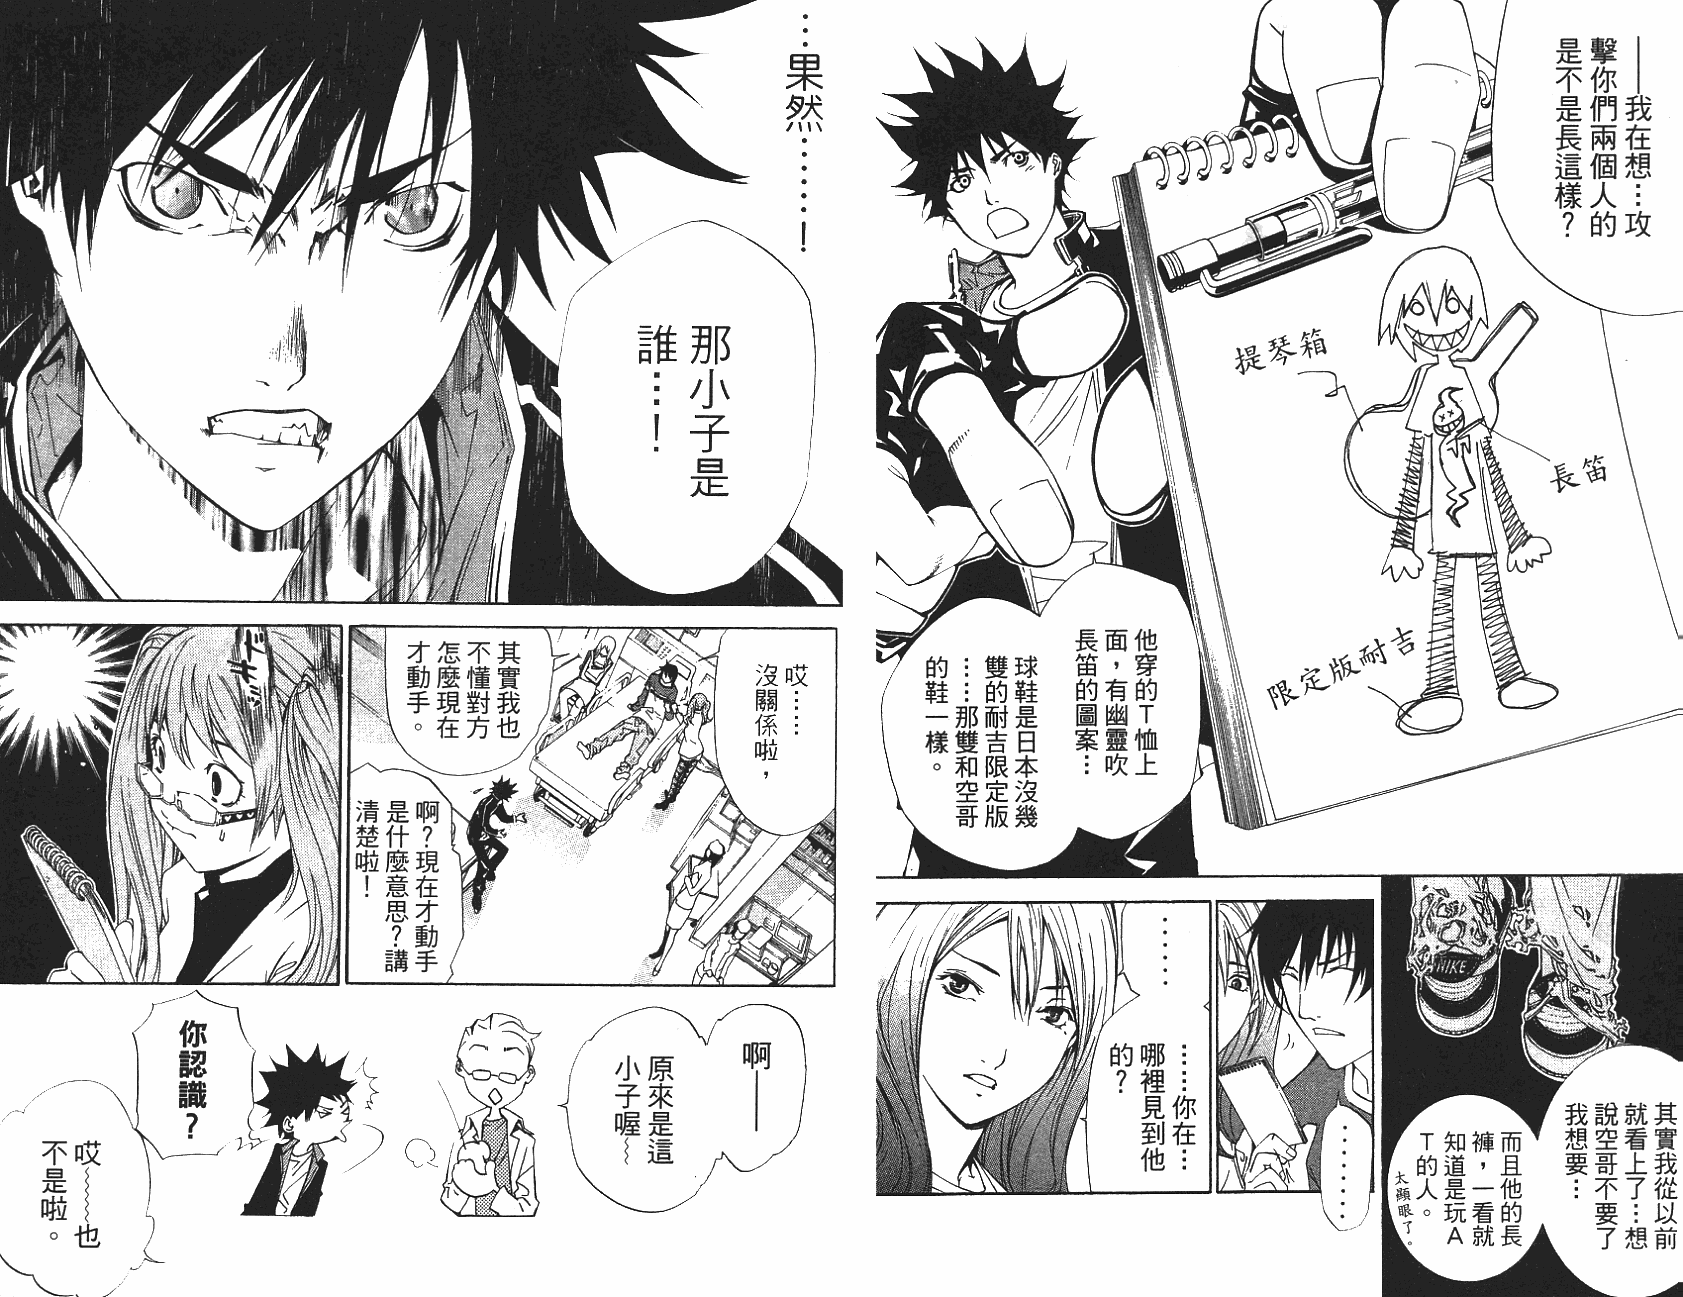 ——我在想…攻
擊你們兩個人的
是不是長這樣？
提琴箱
長笛
限定版耐吉
他穿的T恤上
面，有幽靈吹
長笛的圖案…
球鞋是日本沒幾
雙的耐吉限定版
……那雙和空哥
的鞋一樣。
NIKE
其實我從以前
就看上了…想
說空哥不要了
我想要…
而且他的長
褲，一看就
知道是玩A
T的人。
太顯眼了。
………
……
……你在…
哪裡見到他
的？
…果然………！
那小子是
誰……！
哎……
沒關係啦，
其實我也
不懂對方
怎麼現在
才動手。
啊？現在才動手
是什麼意思？講
清楚啦！
ドキッ
啊——
原來是這
小子喔～
你認識？
哎～～～也
不是啦。